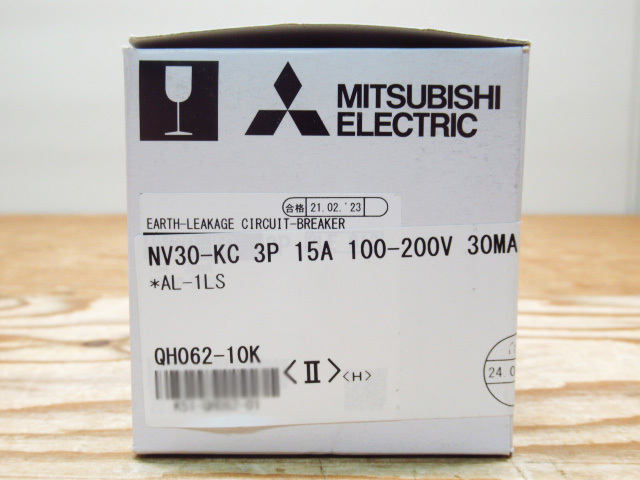 MITSUBISHI
ELECTRIC
合格 21.02.'23
EARTH-LEAKAGE CIRCUIT-BREAKER
NV30-KC 3P 15A 100-200V 30MA
*AL-1LS
QH062-10K
<II> <H>
24.0